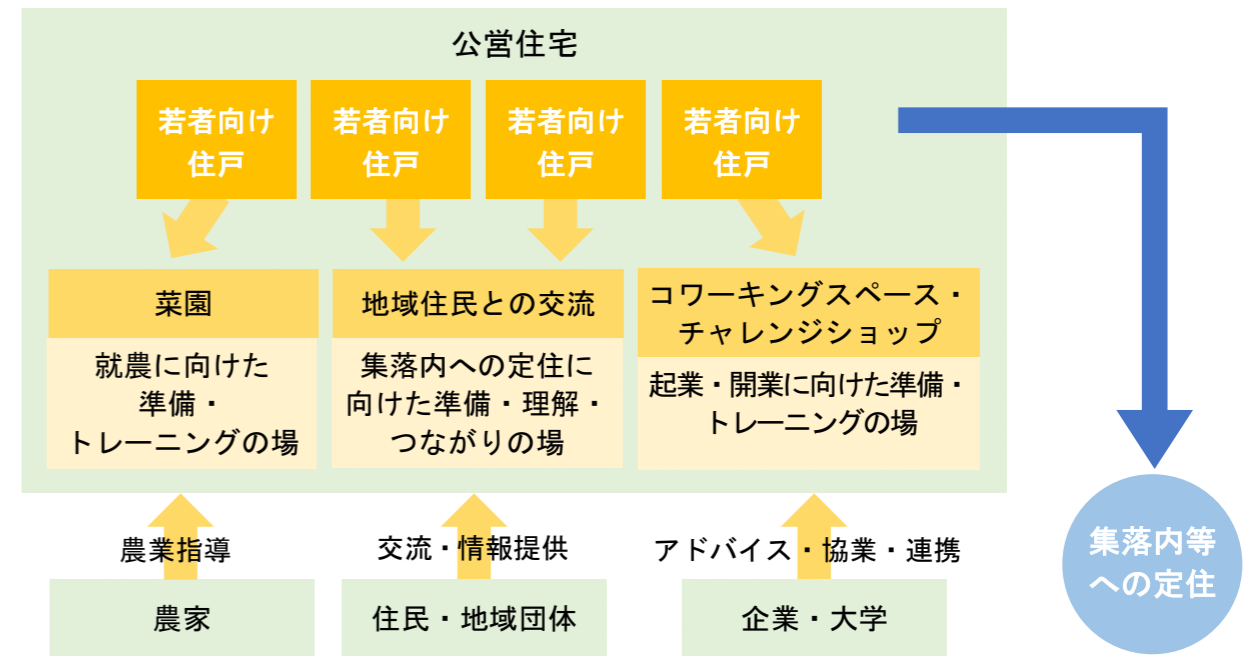 公営住宅
若者向け
住戸
若者向け
住戸
若者向け
住戸
若者向け
住戸
菜園
就農に向けた
準備・
トレーニングの場
地域住民との交流
集落内への定住に
向けた準備・理解・
つながりの場
コワーキングスペース・
チャレンジショップ
起業・開業に向けた準備・
トレーニングの場
農業指導
交流・情報提供
アドバイス・協業・連携
農家
住民・地域団体
企業・大学
集落内等
への定住